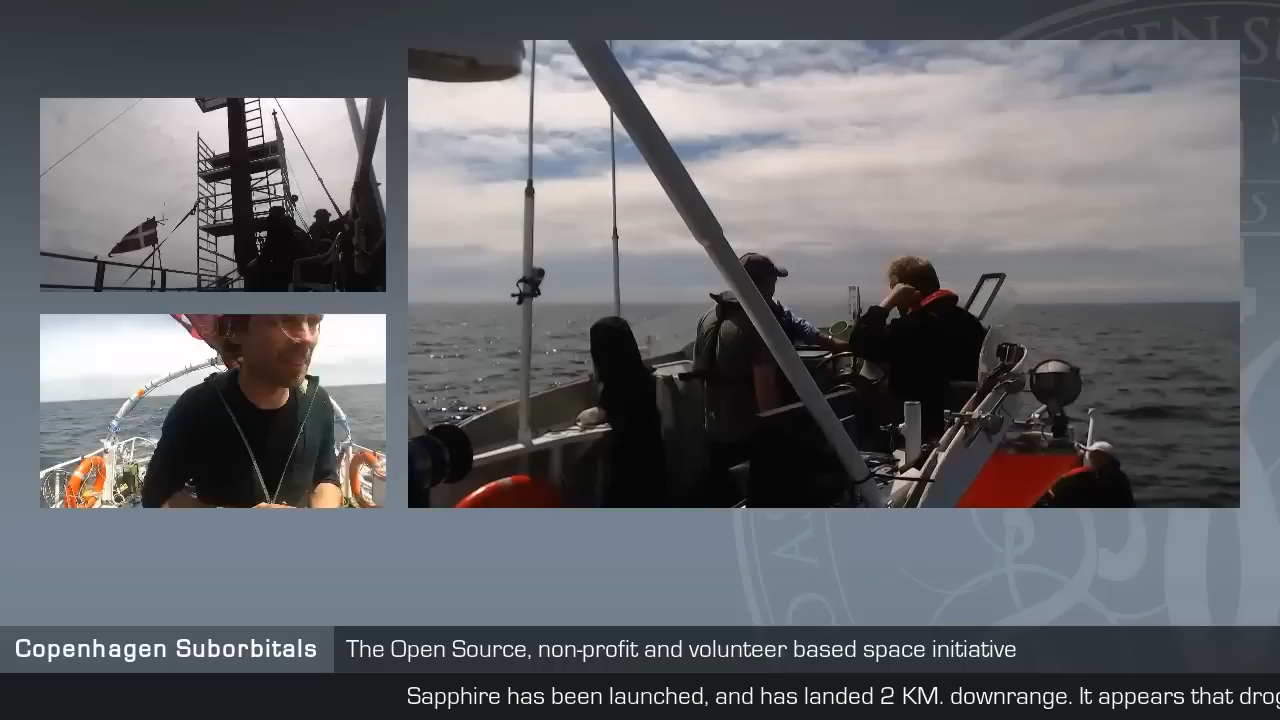 Copenhagen Suborbitals
The Open Source, non-profit and volunteer based space initiative
Sapphire has been launched, and has landed 2 KM. downrange. It appears that